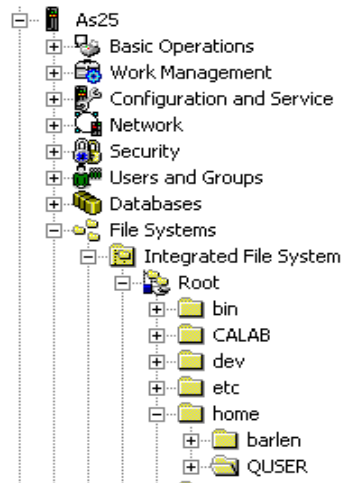 As25
Basic Operations
Work Management
Configuration and Service
Network
Security
Users and Groups
Databases
File Systems
Integrated File System
Root
bin
CALAB
dev
etc
home
barlen
QUSER